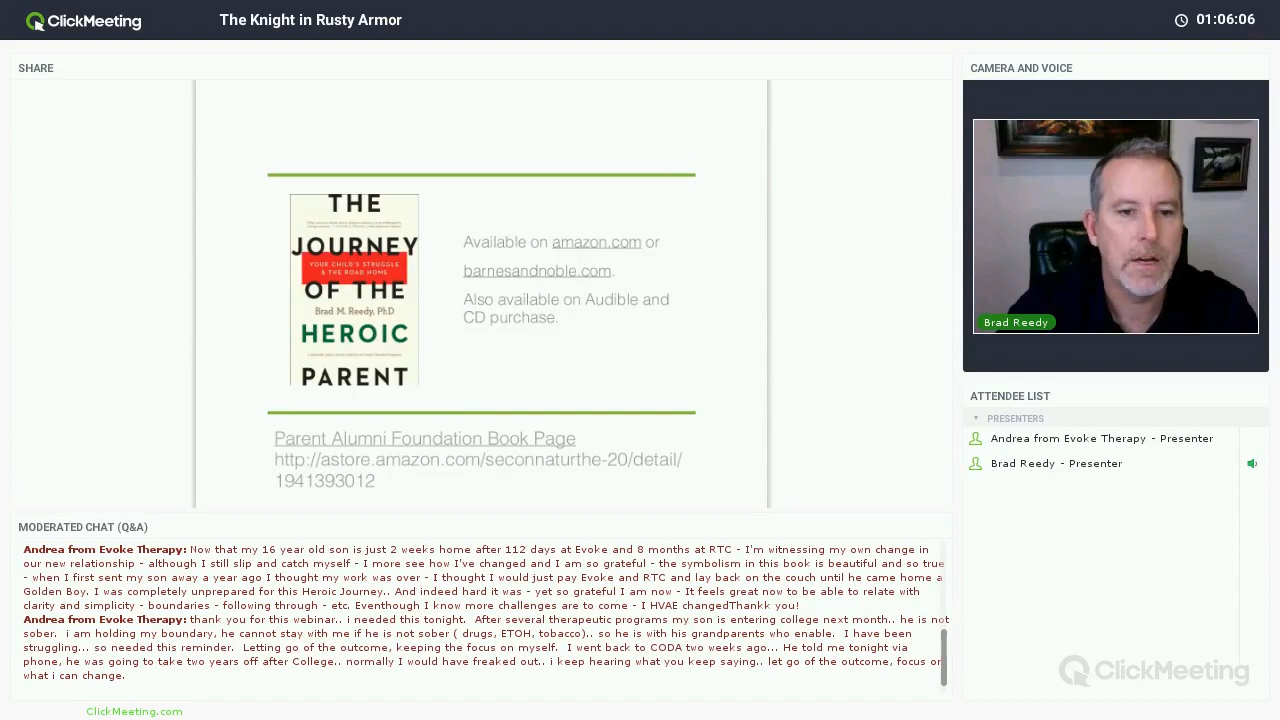 ClickMeeting
The Knight in Rusty Armor
01:06:06
SHARE
CAMERA AND VOICE
THE
JOURNEY
YOUR CHILD'S STRUGGLE
& THE ROAD HOME
OF THE
Brad M. Reedy, PhD
HEROIC
PARENT
Available on amazon.com or
barnesandnoble.com.
Also available on Audible and
CD purchase.
Parent Alumni Foundation Book Page
http://astore.amazon.com/seconnaturthe-20/detail/
1941393012
Brad Reedy
ATTENDEE LIST
PRESENTERS
Andrea from Evoke Therapy - Presenter
Brad Reedy - Presenter
MODERATED CHAT (Q&A)
Andrea from Evoke Therapy: Now that my 16 year old son is just 2 weeks home after 112 days at Evoke and 8 months at RTC - I'm witnessing my own change in
our new relationship - although I still slip and catch myself - I more see how I've changed and I am so grateful - the symbolism in this book is beautiful and so true
- when I first sent my son away a year ago I thought my work was over - I thought I would just pay Evoke and RTC and lay back on the couch until he came home a
Golden Boy. I was completely unprepared for this Heroic Journey.. And indeed hard it was - yet so grateful I am now - It feels great now to be able to relate with
clarity and simplicity - boundaries - following through - etc. Eventhough I know more challenges are to come - I HVAE changedThankk you!
Andrea from Evoke Therapy: thank you for this webinar.. i needed this tonight. After several therapeutic programs my son is entering college next month.. he is not
sober. i am holding my boundary, he cannot stay with me if he is not sober ( drugs, ETOH, tobacco).. so he is with his grandparents who enable. I have been
struggling... so needed this reminder. Letting go of the outcome, keeping the focus on myself. I went back to CODA two weeks ago... He told me tonight via
phone, he was going to take two years off after College.. normally I would have freaked out.. i keep hearing what you keep saying.. let go of the outcome, focus on
what i can change.
ClickMeeting
ClickMeeting.com